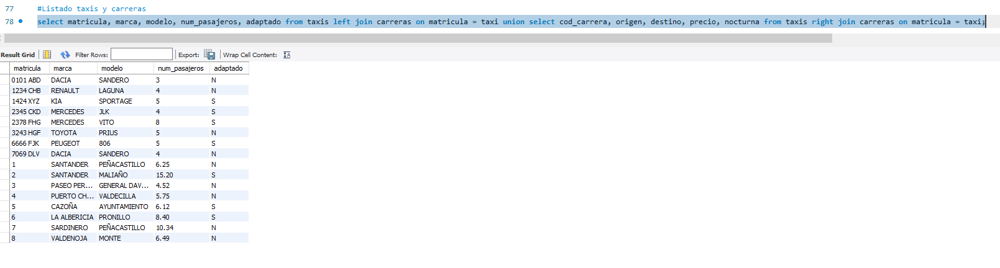 77 #Listado taxis y carreras
78 select matricula, marca, modelo, num_pasajeros, adaptado from taxis left join carreras on matricula = taxi union select cod_carrera, origen, destino, precio, nocturna from taxis right join carreras on matricula = taxi;
Result Grid Filter Rows: Export: Wrap Cell Content:
matricula marca modelo num_pasajeros adaptado
0101 ABD DACIA SANDERO 3 N
1234 CHB RENAULT LAGUNA 4 N
1424 XYZ KIA SPORTAGE 5 S
2345 CKD MERCEDES JLK 4 S
2378 FHG MERCEDES VITO 8 S
3243 HGF TOYOTA PRIUS 5 N
6666 FJK PEUGEOT 806 5 S
7069 DLV DACIA SANDERO 4 N
1 SANTANDER PEÑACASTILLO 6.25 N
2 SANTANDER MALIAÑO 15.20 S
3 PASEO PER... GENERAL DAV... 4.52 N
4 PUERTO CH... VALDECILLA 5.75 N
5 CAZOÑA AYUNTAMIENTO 6.12 S
6 LA ALBERICIA PRONILLO 8.40 S
7 SARDINERO PEÑACASTILLO 10.34 N
8 VALDENOJA MONTE 6.49 N